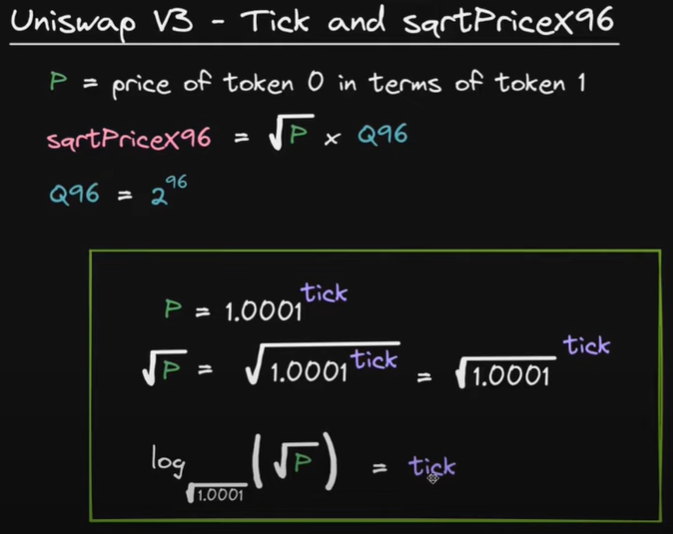 Uniswap V3 - Tick and sqrtPriceX96
P = price of token 0 in terms of token 1
sqrtPriceX96 = √P × Q96
Q96 = 2^96
P = 1.0001^tick
√P = √(1.0001^tick) = √1.0001^tick
log_√1.0001 (√P) = tick